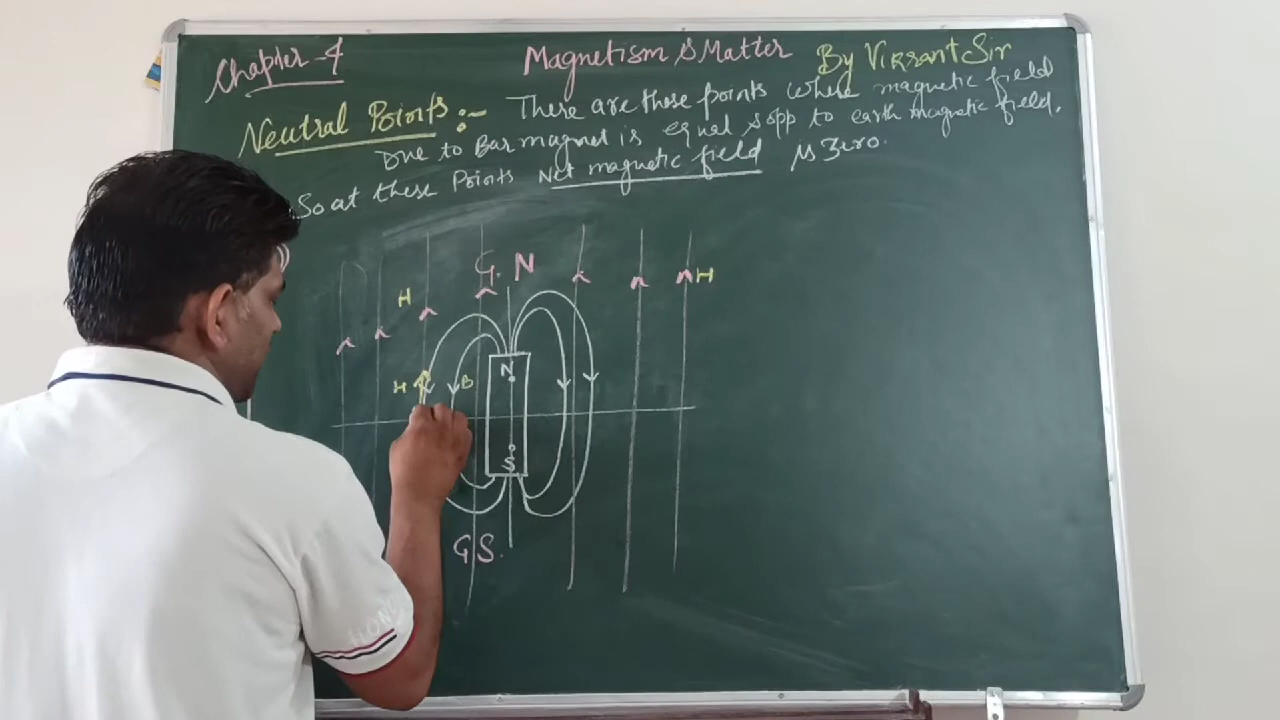 Chapter-4 Magnetism & Matter By Vikrant Sir
Neutral Points :- There are those points where magnetic field
Due to Bar magnet is equal & opp to earth magnetic field.
So at these Points Net magnetic field is Zero.
G. N
H H
N
H B
S
G S.